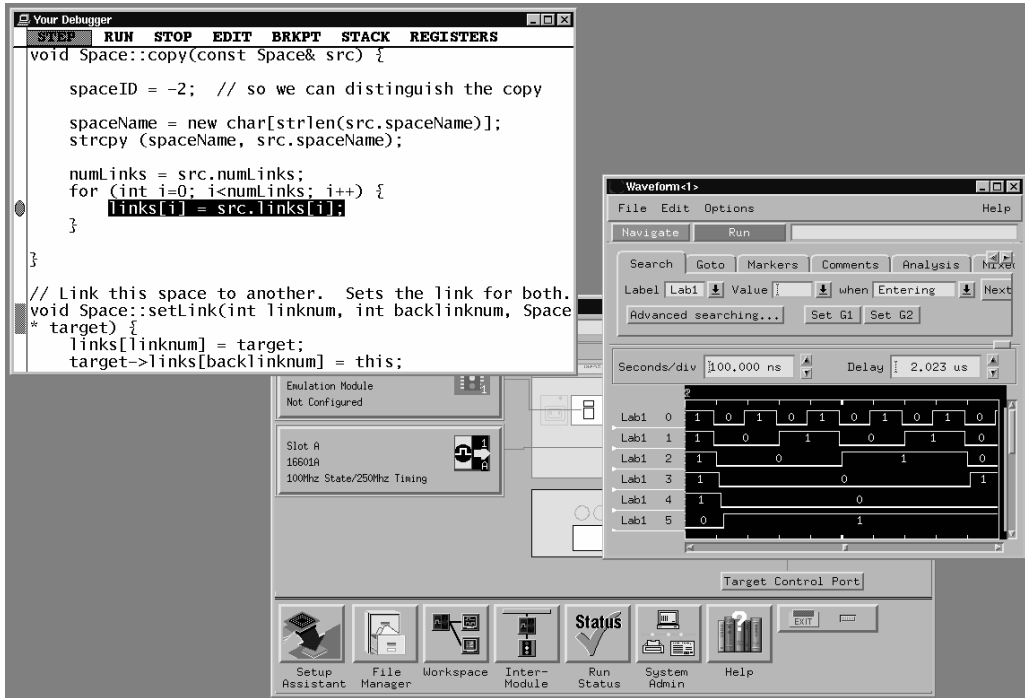 Your Debugger
STEP RUN STOP EDIT BRKPT STACK REGISTERS
void Space::copy(const Space& src) {
spaceID = -2;  // so we can distinguish the copy
spaceName = new char[strlen(src.spaceName)];
strcpy (spaceName, src.spaceName);
numLinks = src.numLinks;
for (int i=0; i<numLinks; i++) {
links[i] = src.links[i];
}
}
// Link this space to another.  Sets the link for both.
void Space::setLink(int linknum, int backlinknum, Space
* target) {
links[linknum] = target;
target->links[backlinknum] = this;
Waveform<1>
File Edit Options Help
Navigate Run
Search Goto Markers Comments Analysis Mixed
Label Lab1 Value when Entering Next
Advanced searching... Set G1 Set G2
Seconds/div 100.000 ns Delay 2.023 us
2
Lab1 0 1 0 1 0 1 0 1 0 1 0
Lab1 1 1 0 1 0 1 0
Lab1 2 1 0 1 0
Lab1 3 1 0 1
Lab1 4 1 0
Lab1 5 0 1
Emulation Module
Not Configured
1
Slot A
16601A
100Mhz State/250Mhz Timing
1
A
Target Control Port
Status
EXIT
Setup Assistant
File Manager
Workspace
Inter-Module
Run Status
System Admin
Help